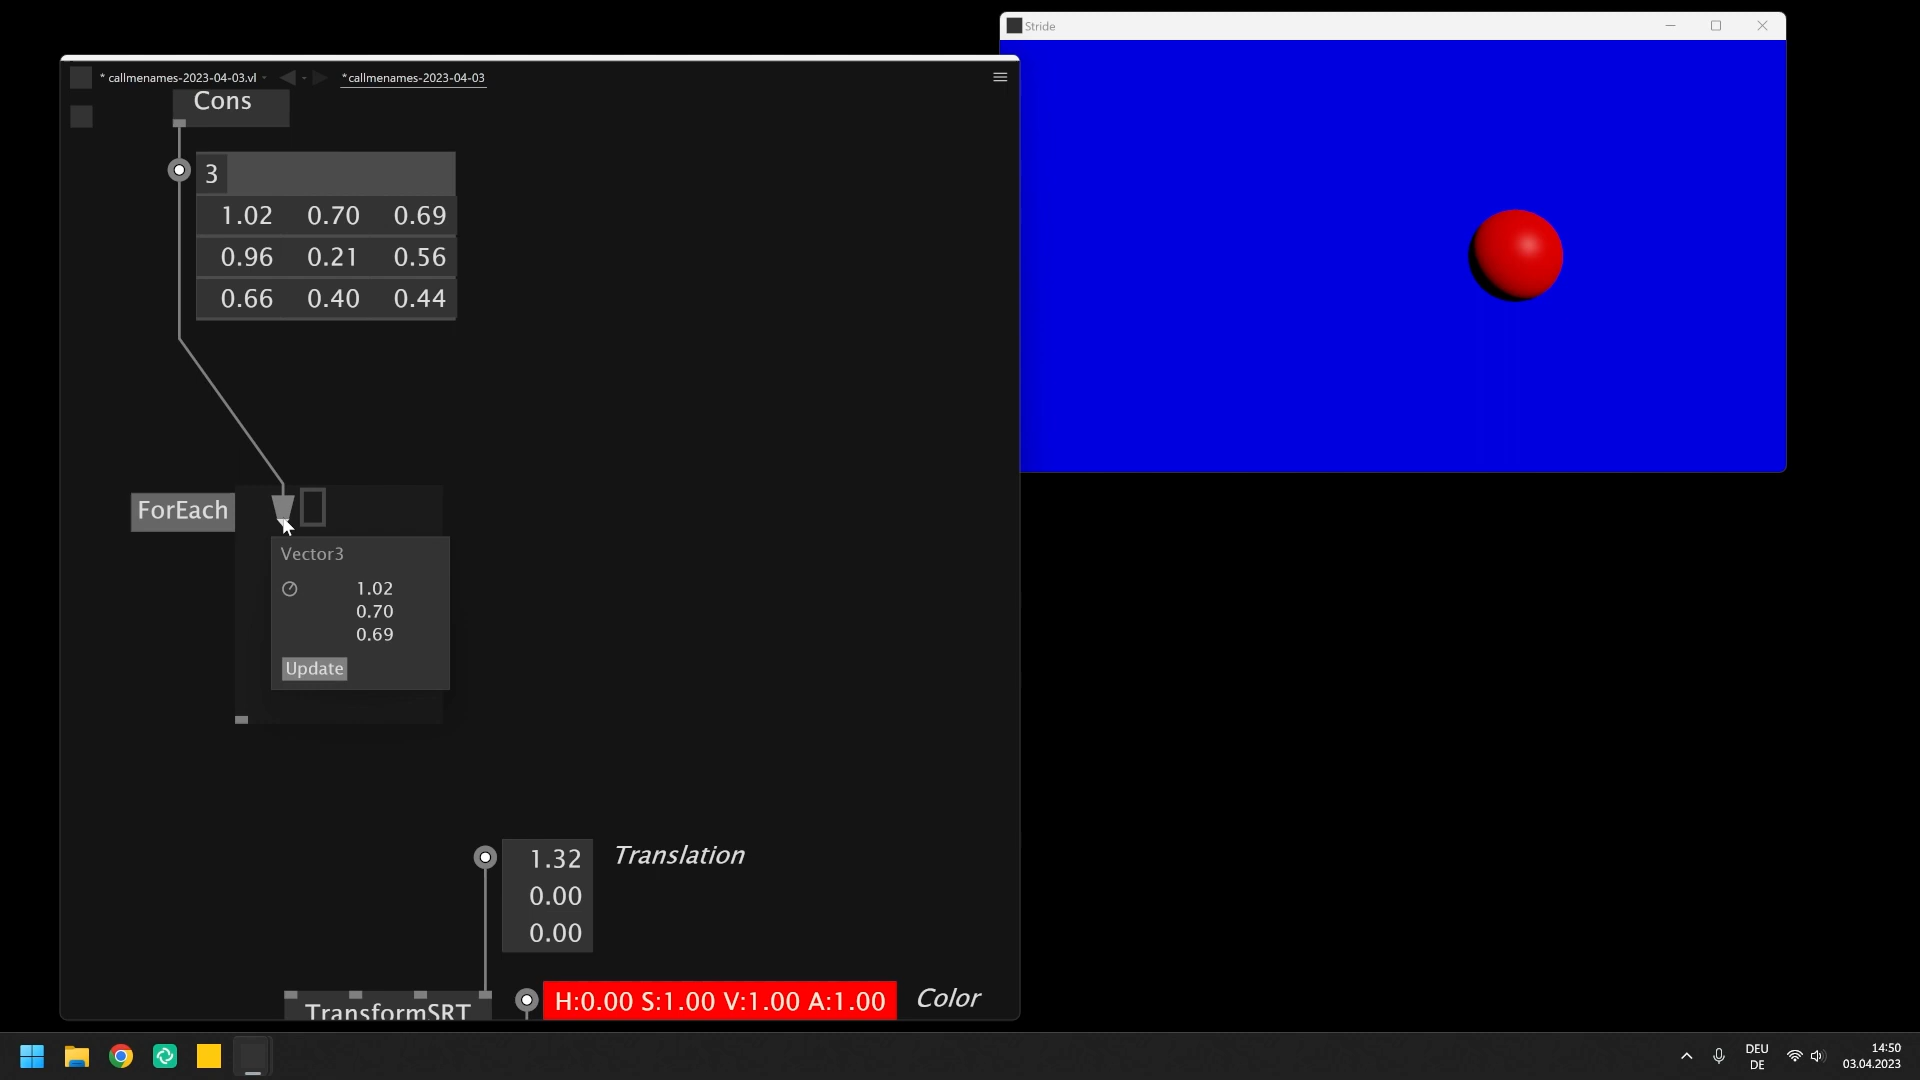 Stride
* callmenames-2023-04-03.vl
*callmenames-2023-04-03
Cons
3
1.02 0.70 0.69
0.96 0.21 0.56
0.66 0.40 0.44
ForEach
Vector3
1.02
0.70
0.69
Update
1.32 Translation
0.00
0.00
TransformSRT
H:0.00 S:1.00 V:1.00 A:1.00 Color
DEU
DE
14:50
03.04.2023